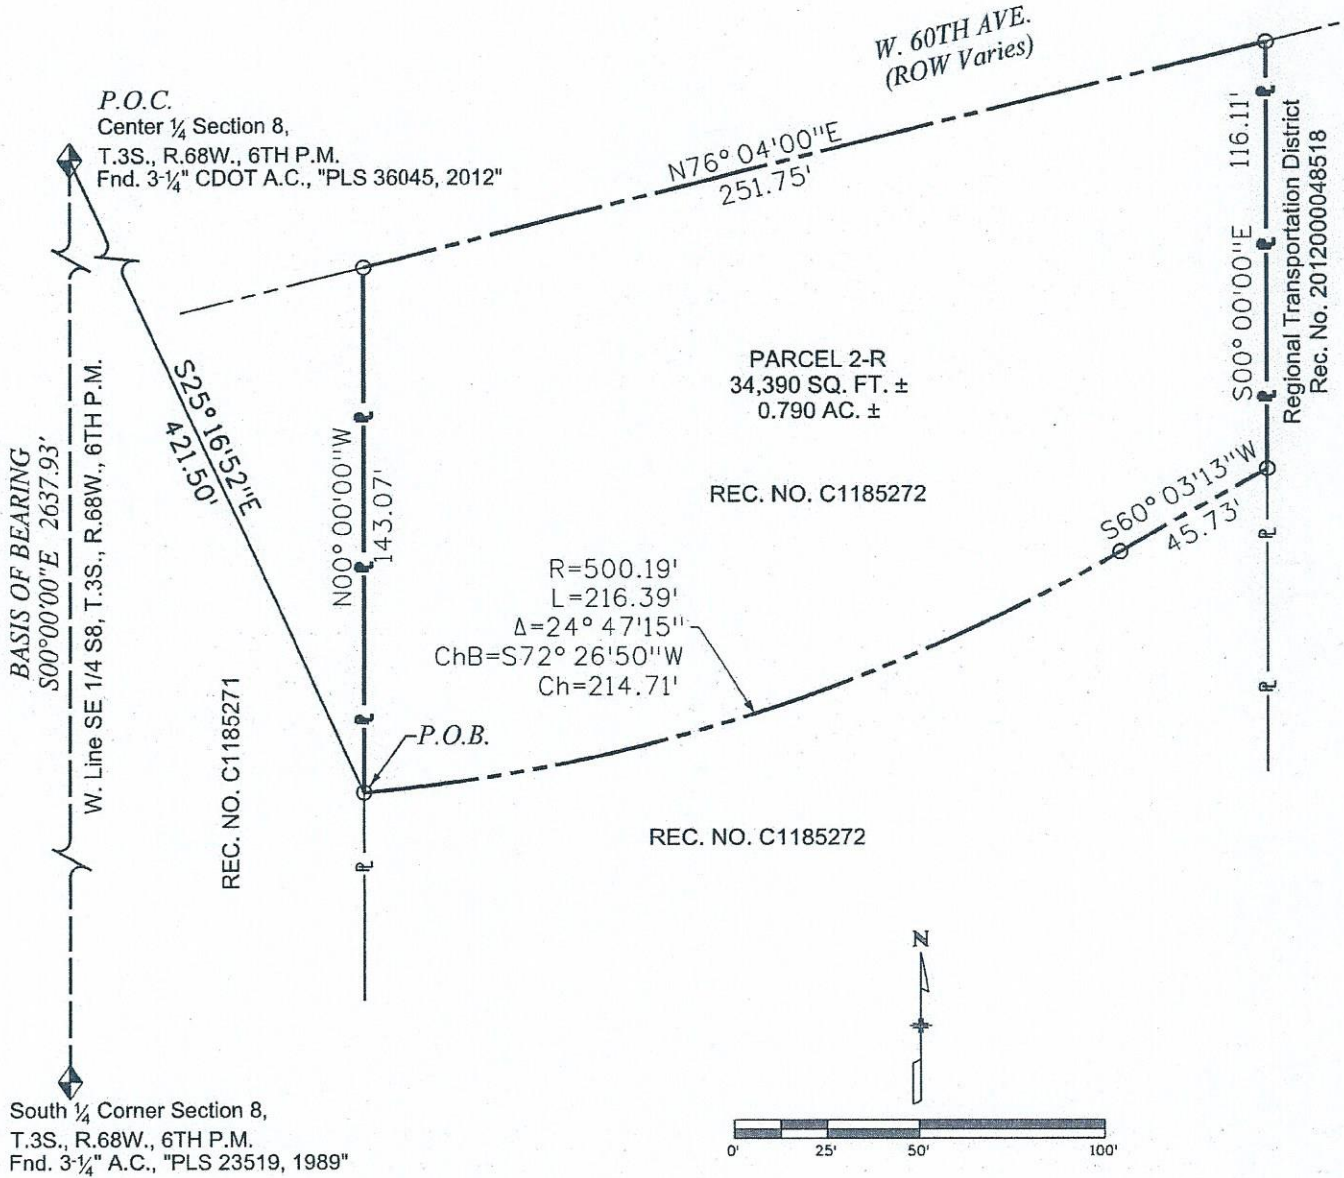 W. 60TH AVE.
(ROW Varies)
P.O.C.
Center ¼ Section 8,
T.3S., R.68W., 6TH P.M.
Fnd. 3-¼" CDOT A.C., "PLS 36045, 2012"
N76° 04'00"E
251.75'
S00° 00'00"E 116.11'
Regional Transportation District
Rec. No. 2012000048518
BASIS OF BEARING
S00°00'00"E 2637.93'
W. Line SE 1/4 S8, T.3S., R.68W., 6TH P.M.
S25° 16'52"E
421.50'
N00° 00'00"W
143.07'
PARCEL 2-R
34,390 SQ. FT. ±
0.790 AC. ±
REC. NO. C1185272
S60° 03'13"W
45.73'
R=500.19'
L=216.39'
Δ=24° 47'15"
ChB=S72° 26'50"W
Ch=214.71'
P.O.B.
REC. NO. C1185271
REC. NO. C1185272
N
0' 25' 50' 100'
South ¼ Corner Section 8,
T.3S., R.68W., 6TH P.M.
Fnd. 3-¼" A.C., "PLS 23519, 1989"